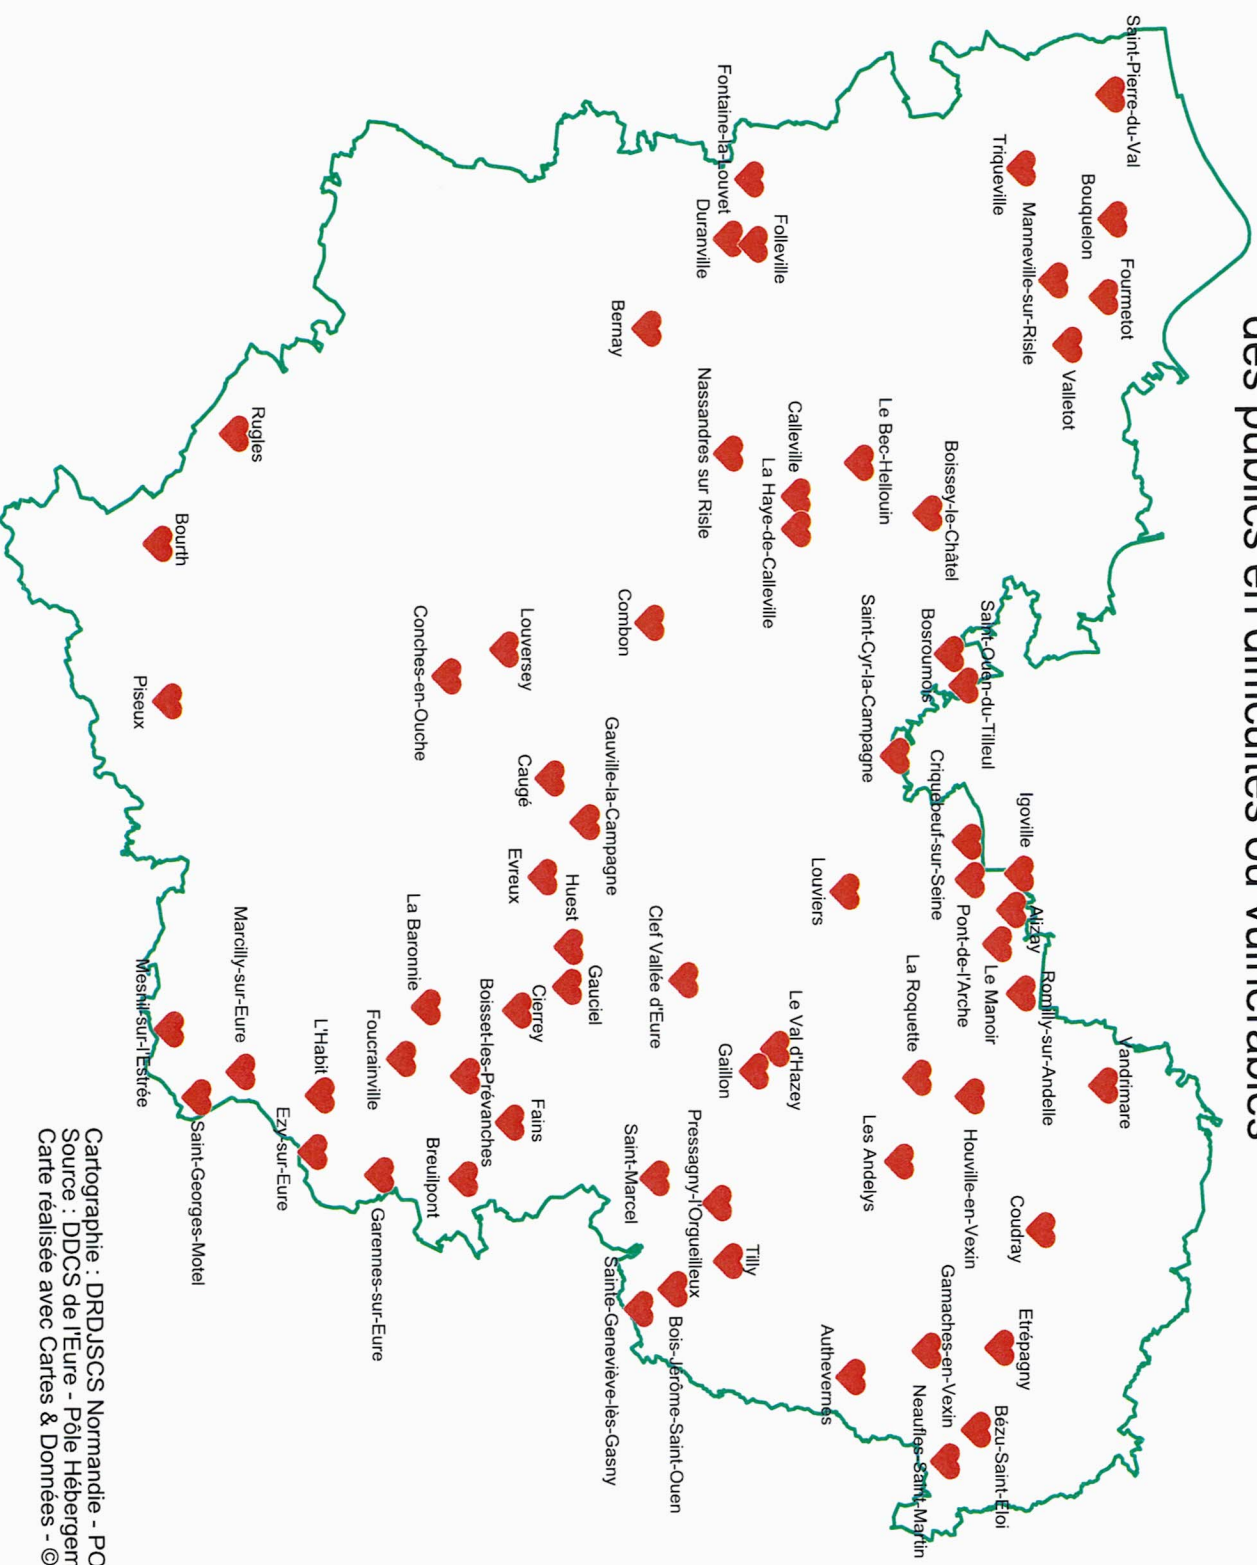 des publics en difficultés ou vulnérables
Saint-Pierre-du-Val
Triqueville
Bouquelon
Manneville-sur-Risle
Fourmetot
Valletot
Fontaine-la-Louvet
Duranville
Folleville
Bernay
Nassandres sur Risle
Calleville
La Haye-de-Calleville
Le Bec-Hellouin
Boissey-le-Châtel
Saint-Ouen-du-Tilleul
Bosroumois
Saint-Cyr-la-Campagne
Criquebeuf-sur-Seine
Igoville
Alizay
Pont-de-l'Arche
Le Manoir
Romilly-sur-Andelle
Vandrimare
Louviers
La Roquette
Houville-en-Vexin
Les Andelys
Coudray
Etrépagny
Gamaches-en-Vexin
Bézu-Saint-Eloi
Neaufles-Saint-Martin
Authevernes
Le Val d'Hazey
Gaillon
Clef Vallée d'Eure
Pressagny-l'Orgueilleux
Tilly
Saint-Marcel
Bois-Jérôme-Saint-Ouen
Sainte-Geneviève-lès-Gasny
Combon
Louversey
Conches-en-Ouche
Gauville-la-Campagne
Caugé
Evreux
Huest
Gauciel
Cierrey
La Baronnie
Boisset-les-Prévanches
Foucrainville
Fains
Breuilpont
Garennes-sur-Eure
L'Habit
Ezy-sur-Eure
Marcilly-sur-Eure
Mesnil-sur-l'Estrée
Saint-Georges-Motel
Rugles
Bourth
Piseux
Cartographie : DRDJSCS Normandie - PO
Source : DDCS de l'Eure - Pôle Hébergem
Carte réalisée avec Cartes & Données - ©